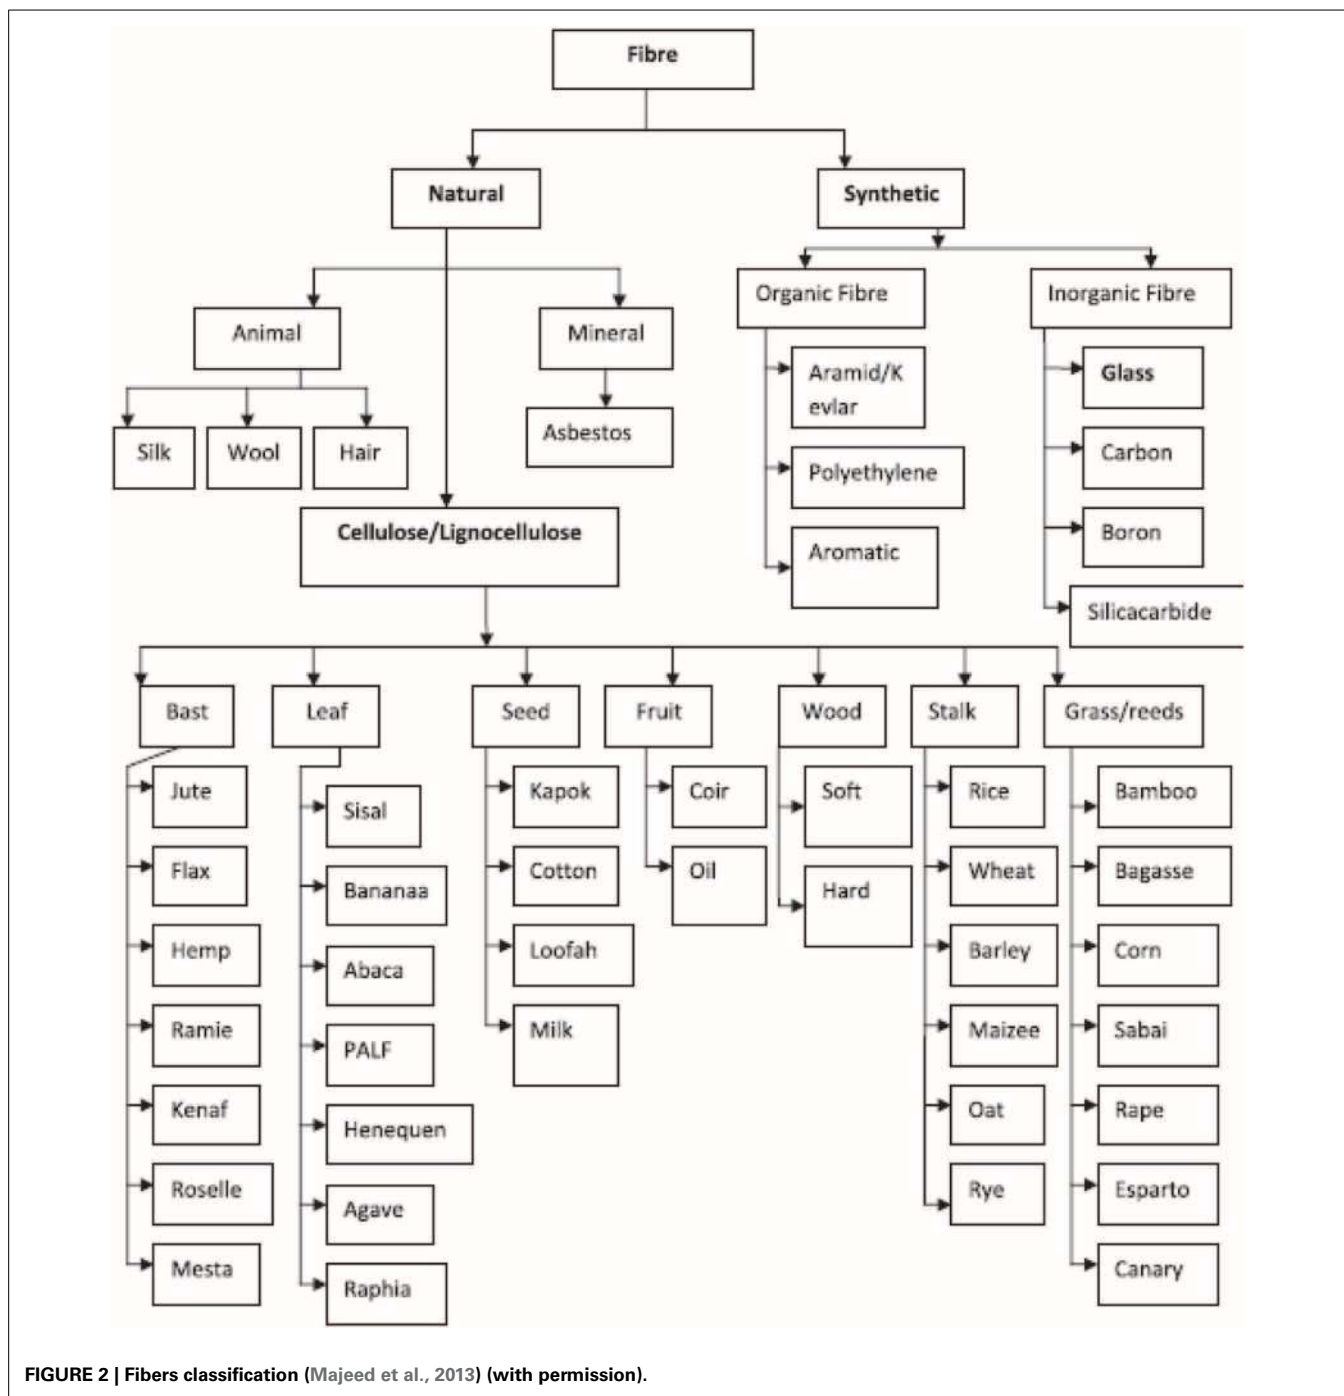 Fibre
Natural
Synthetic
Organic Fibre
Inorganic Fibre
Animal
Mineral
Aramid/K
evlar
Glass
Silk
Wool
Hair
Asbestos
Polyethylene
Carbon
Cellulose/Lignocellulose
Aromatic
Boron
Silicacarbide
Bast
Leaf
Seed
Fruit
Wood
Stalk
Grass/reeds
Jute
Flax
Hemp
Ramie
Kenaf
Roselle
Mesta
Sisal
Bananaa
Abaca
PALF
Henequen
Agave
Raphia
Kapok
Cotton
Loofah
Milk
Coir
Oil
Soft
Hard
Rice
Wheat
Barley
Maizee
Oat
Rye
Bamboo
Bagasse
Corn
Sabai
Rape
Esparto
Canary
FIGURE 2 | Fibers classification (Majeed et al., 2013) (with permission).